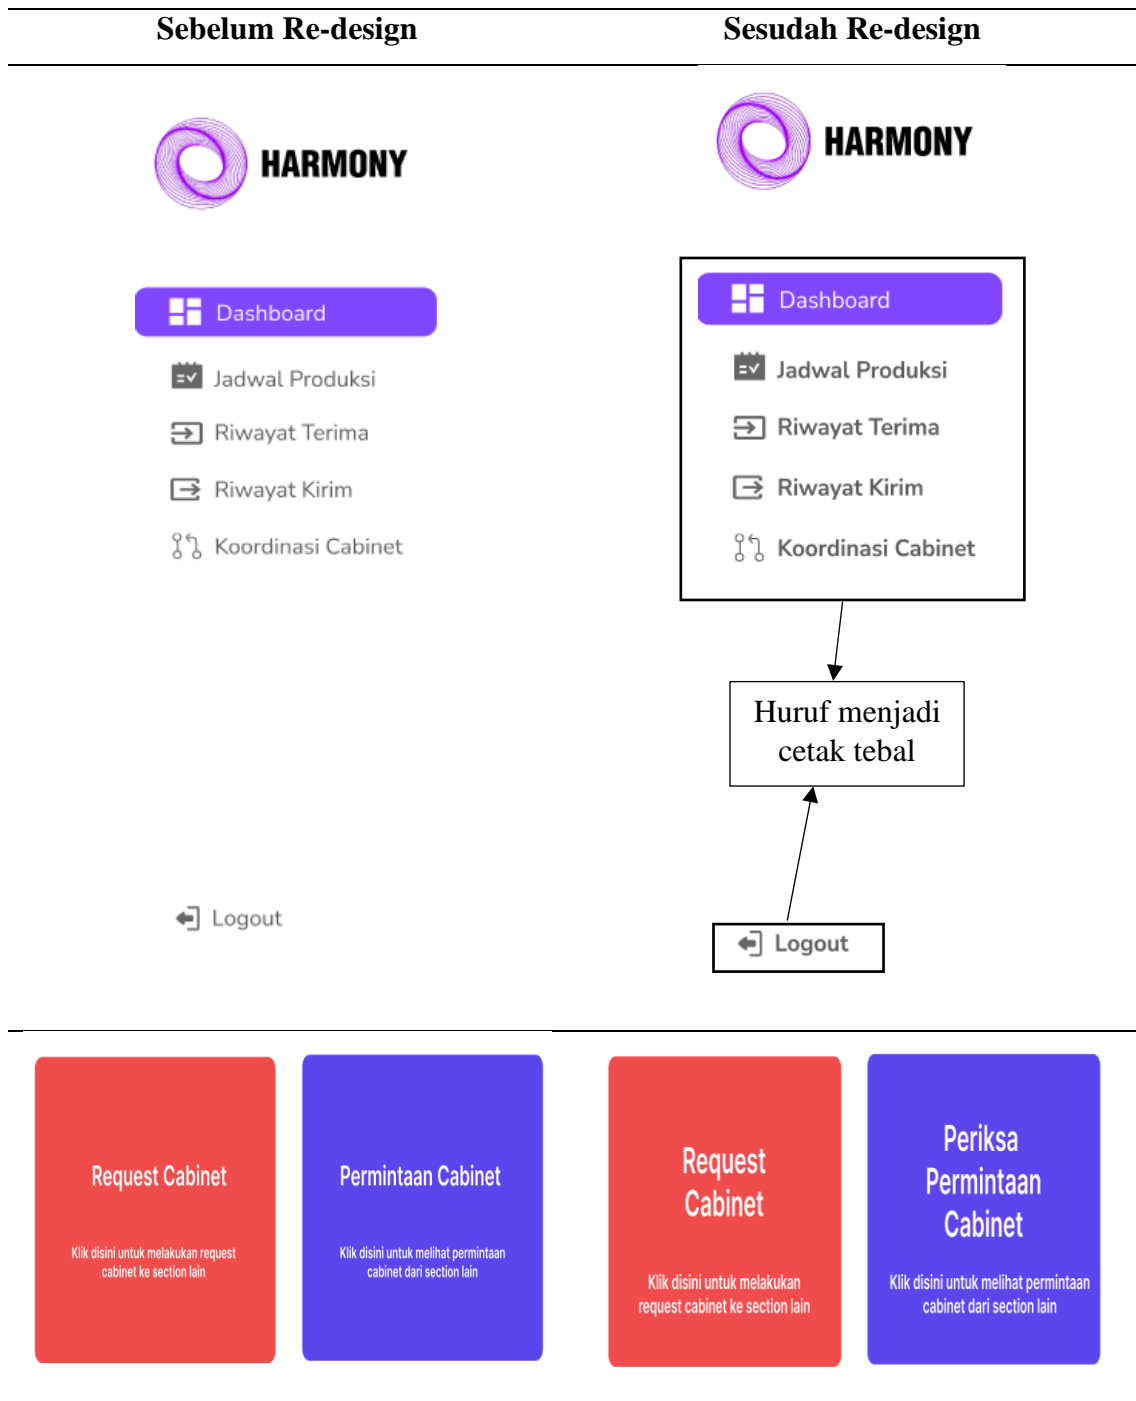 Sebelum Re-design
Sesudah Re-design
HARMONY
Dashboard
Jadwal Produksi
Riwayat Terima
Riwayat Kirim
Koordinasi Cabinet
Logout
HARMONY
Dashboard
Jadwal Produksi
Riwayat Terima
Riwayat Kirim
Koordinasi Cabinet
Huruf menjadi
cetak tebal
Logout
Request Cabinet
Klik disini untuk melakukan request
cabinet ke section lain
Permintaan Cabinet
Klik disini untuk melihat permintaan
cabinet dari section lain
Request
Cabinet
Klik disini untuk melakukan
request cabinet ke section lain
Periksa
Permintaan
Cabinet
Klik disini untuk melihat permintaan
cabinet dari section lain